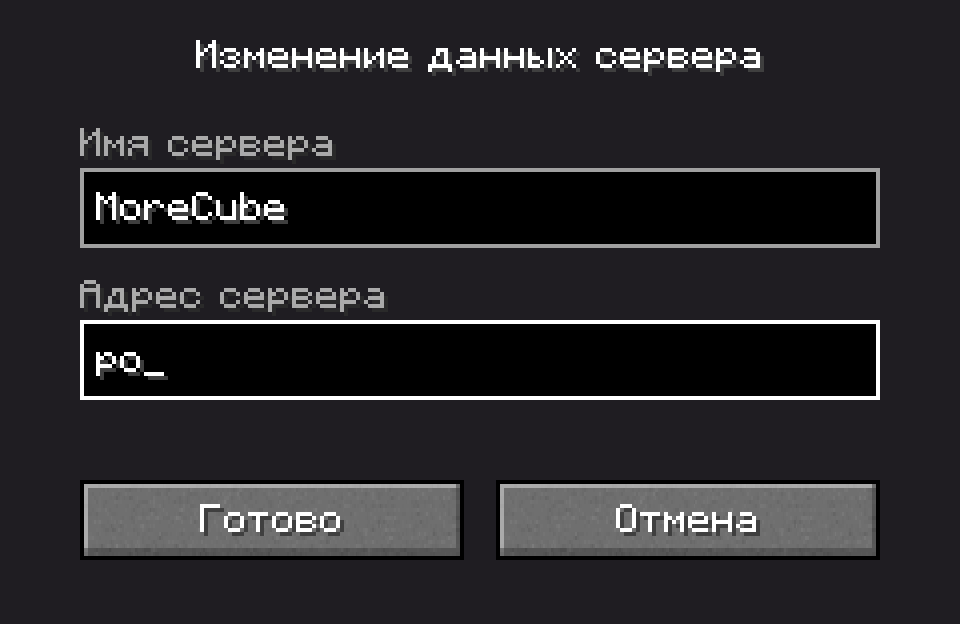 Изменение данных сервера
Имя сервера
MoreCube
Адрес сервера
po_
Готово
Отмена